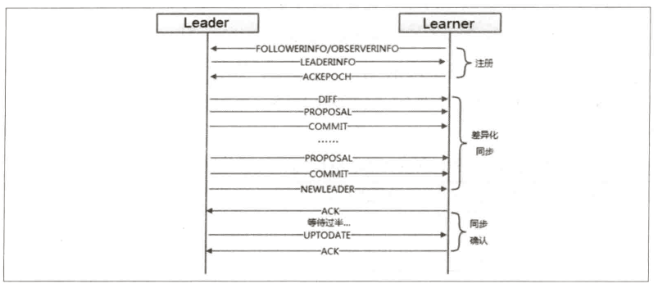 Leader
Learner
FOLLOWERINFO/OBSERVERINFO
LEADERINFO
注册
ACKEPOCH
DIFF
PROPOSAL
COMMIT
……
差异化
同步
PROPOSAL
COMMIT
NEWLEADER
ACK
等待过半...
同步
UPTODATE
确认
ACK